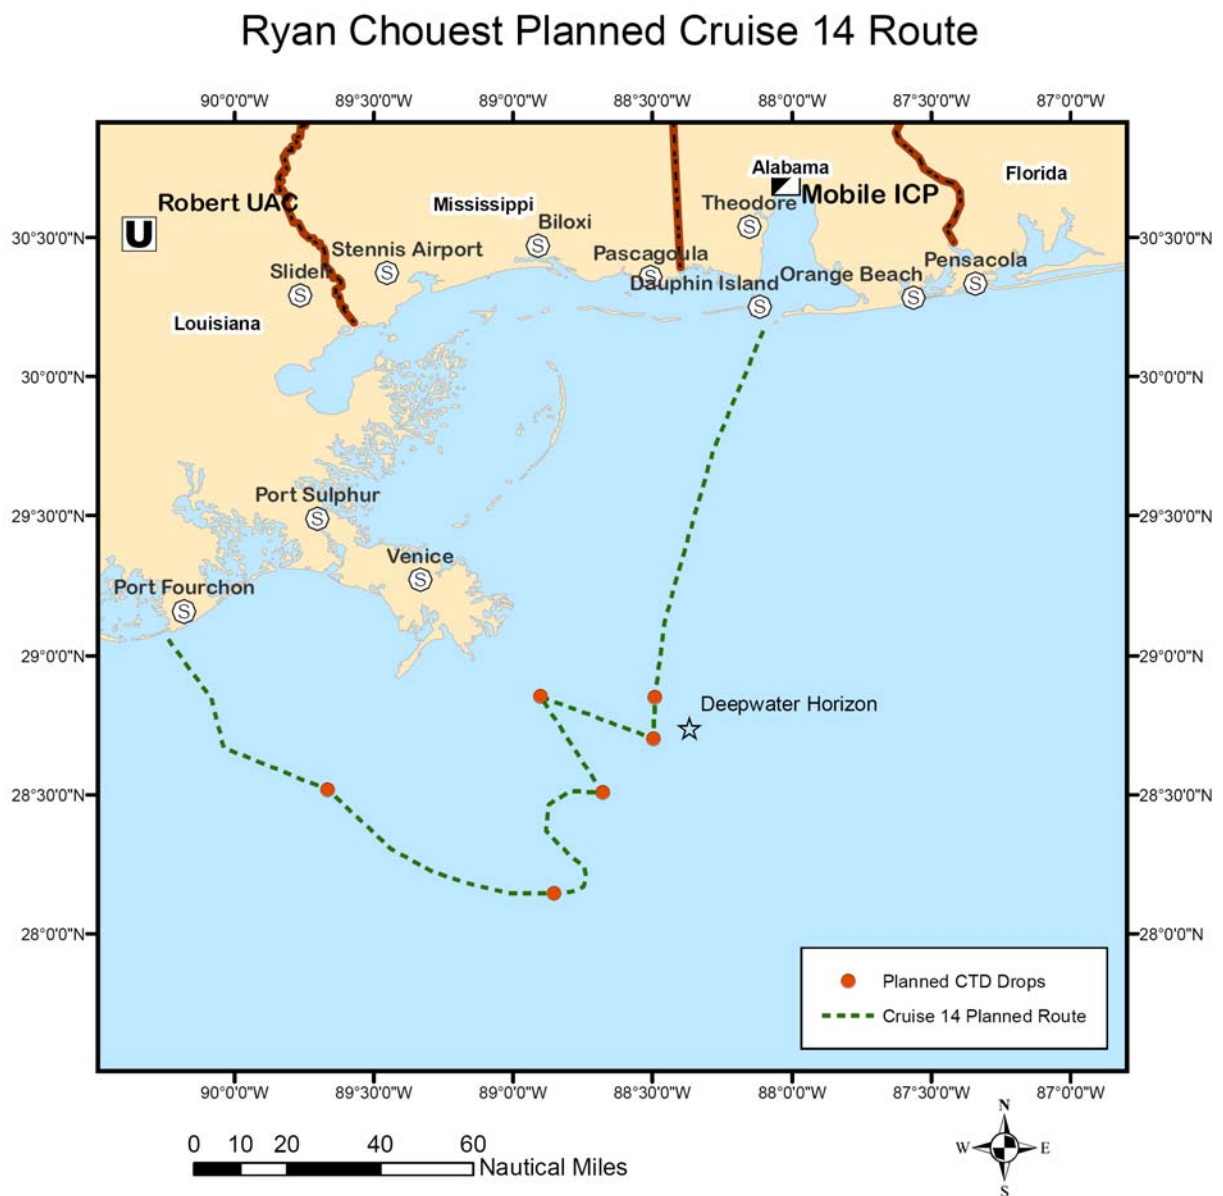 Ryan Chouest Planned Cruise 14 Route
90°0'0"W 89°30'0"W 89°0'0"W 88°30'0"W 88°0'0"W 87°30'0"W 87°0'0"W
Alabama
Florida
Robert UAC
Mississippi
Theodore
Mobile ICP
Biloxi
U
30°30'0"N
Stennis Airport
S
Pascagoula
S
Pensacola
30°30'0"N
Slidell
S
S
Dauphin Island
Orange Beach
S
S
Louisiana
S
S
30°0'0"N
30°0'0"N
Port Sulphur
29°30'0"N
S
29°30'0"N
Venice
Port Fourchon
S
S
29°0'0"N
29°0'0"N
Deepwater Horizon
28°30'0"N
28°30'0"N
28°0'0"N
28°0'0"N
Planned CTD Drops
Cruise 14 Planned Route
90°0'0"W 89°30'0"W 89°0'0"W 88°30'0"W 88°0'0"W 87°30'0"W 87°0'0"W
0 10 20 40 60
Nautical Miles
N
W E
S